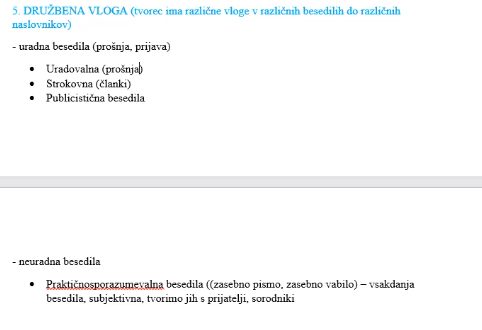 5. DRUŽBENA VLOGA (tvorec ima različne vloge v različnih besedilih do različnih
naslovnikov)
- uradna besedila (prošnja, prijava)
• Uradovalna (prošnja)
• Strokovna (članki)
• Publicistična besedila
- neuradna besedila
• Praktičnosporazumevalna besedila ((zasebno pismo, zasebno vabilo) – vsakdanja
besedila, subjektivna, tvorimo jih s prijatelji, sorodniki